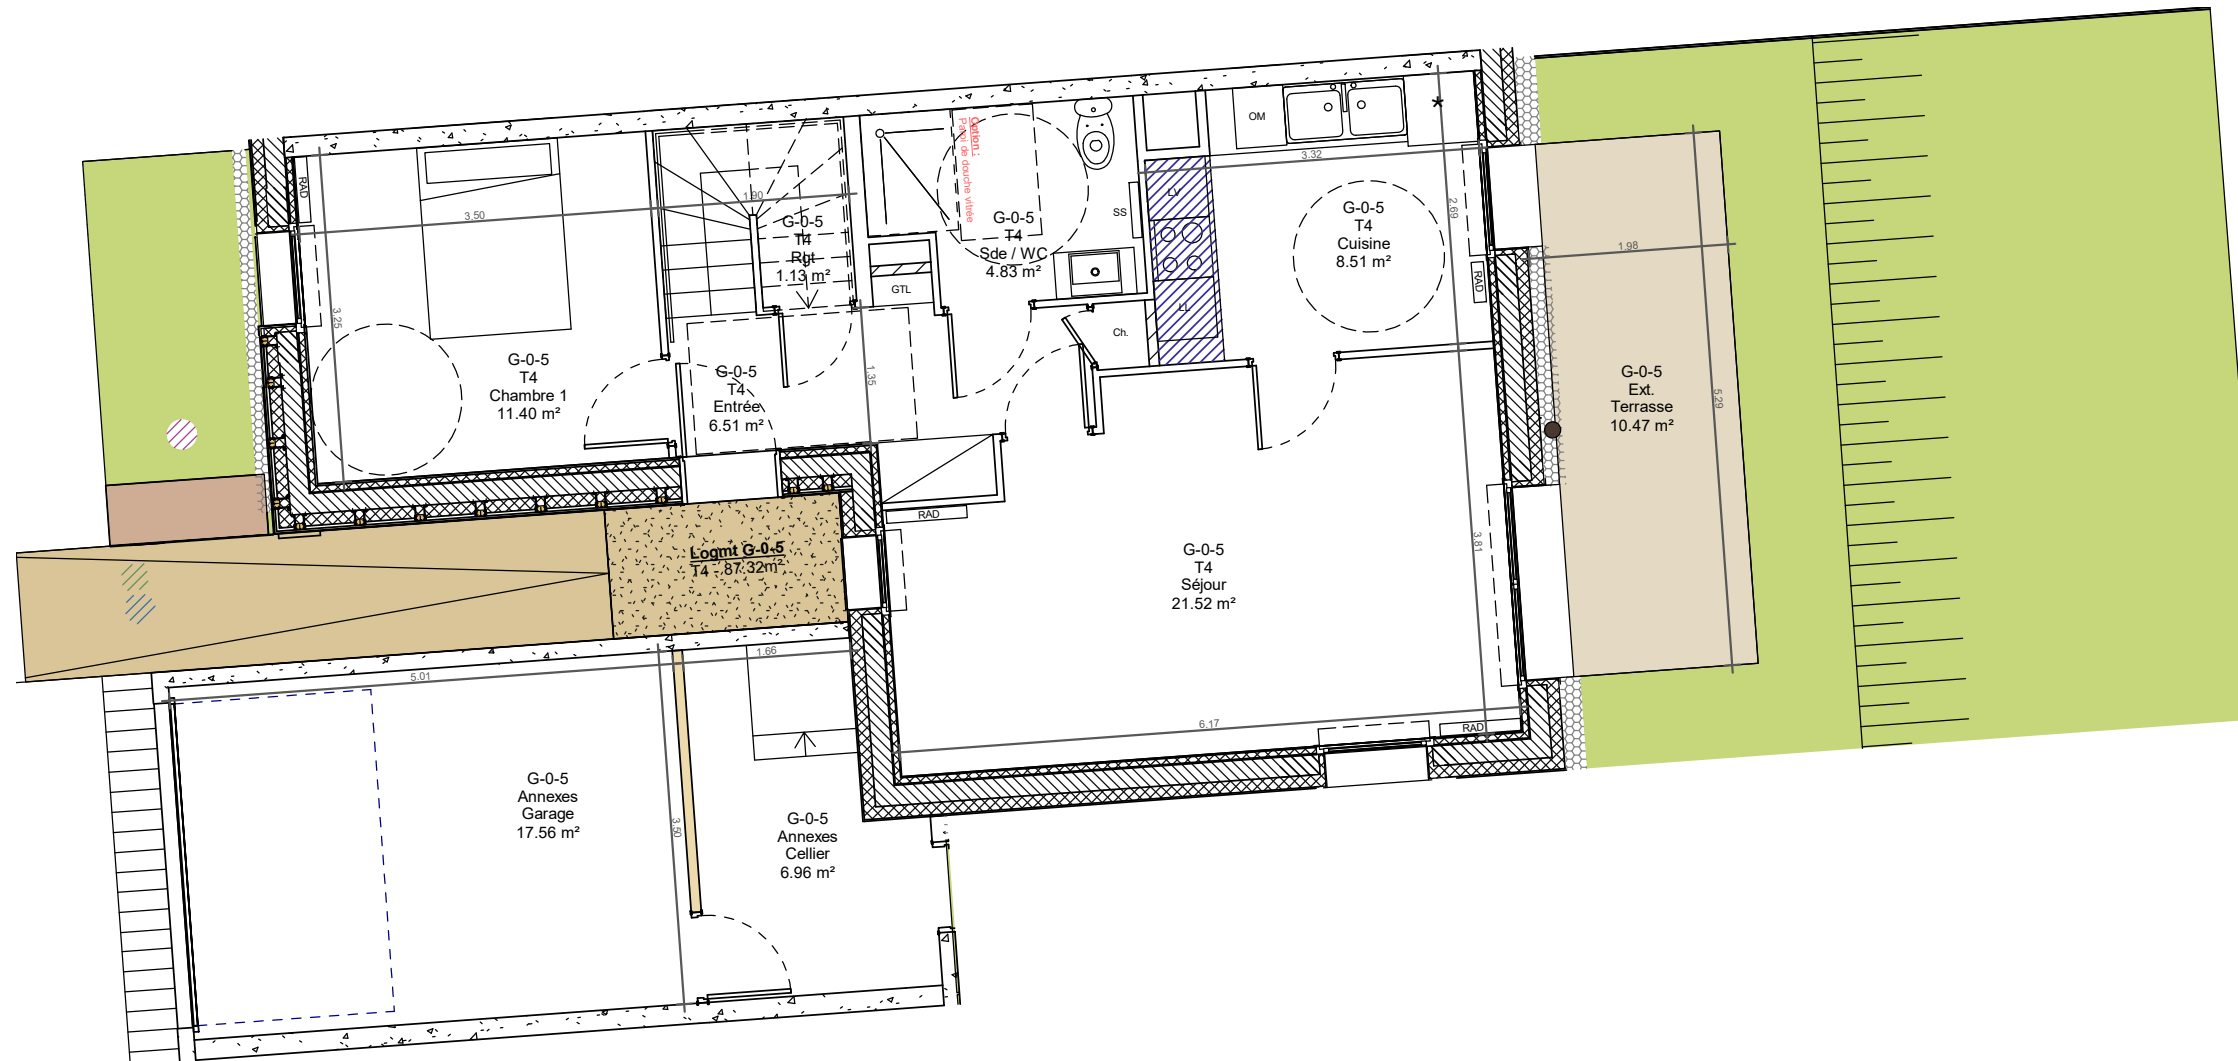 OM
*
Option :
Paroi de douche vitrée
RAD
3.50
1.90
3.32
LV
SS
2.69
G-0-5
T4
Rgt
1.13 m²
G-0-5
T4
Sde / WC
4.83 m²
G-0-5
T4
Cuisine
8.51 m²
1.98
RAD
GTL
LL
Ch.
3.25
1.35
G-0-5
T4
Chambre 1
11.40 m²
G-0-5
T4
Entrée
6.51 m²
G-0-5
Ext.
Terrasse
10.47 m²
5.29
RAD
3.81
Logmt G-0-5
T4 - 87.32m²
G-0-5
T4
Séjour
21.52 m²
1.66
5.01
6.17
RAD
G-0-5
Annexes
Garage
17.56 m²
3.50
G-0-5
Annexes
Cellier
6.96 m²